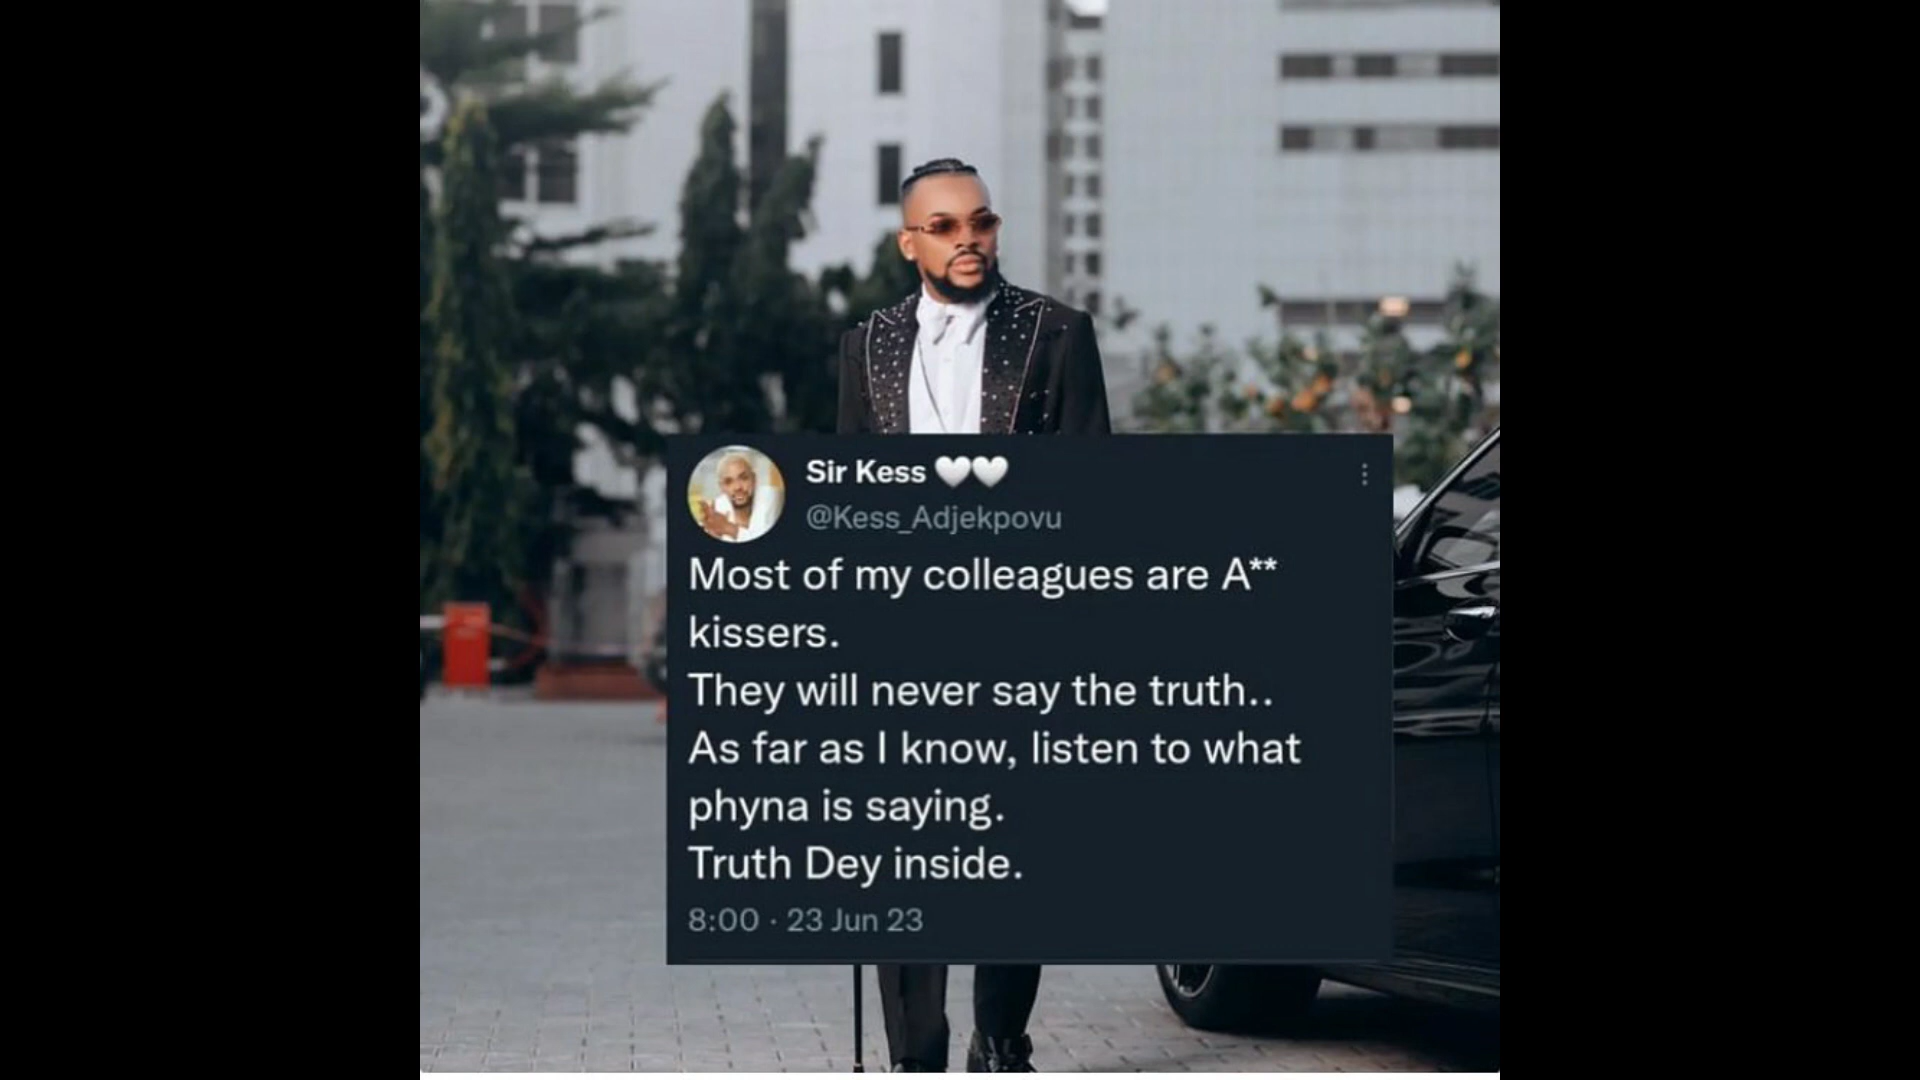 Sir Kess 🤍🤍
@Kess_Adjekpovu
Most of my colleagues are A**
kissers.
They will never say the truth..
As far as I know, listen to what
phyna is saying.
Truth Dey inside.
8:00 · 23 Jun 23